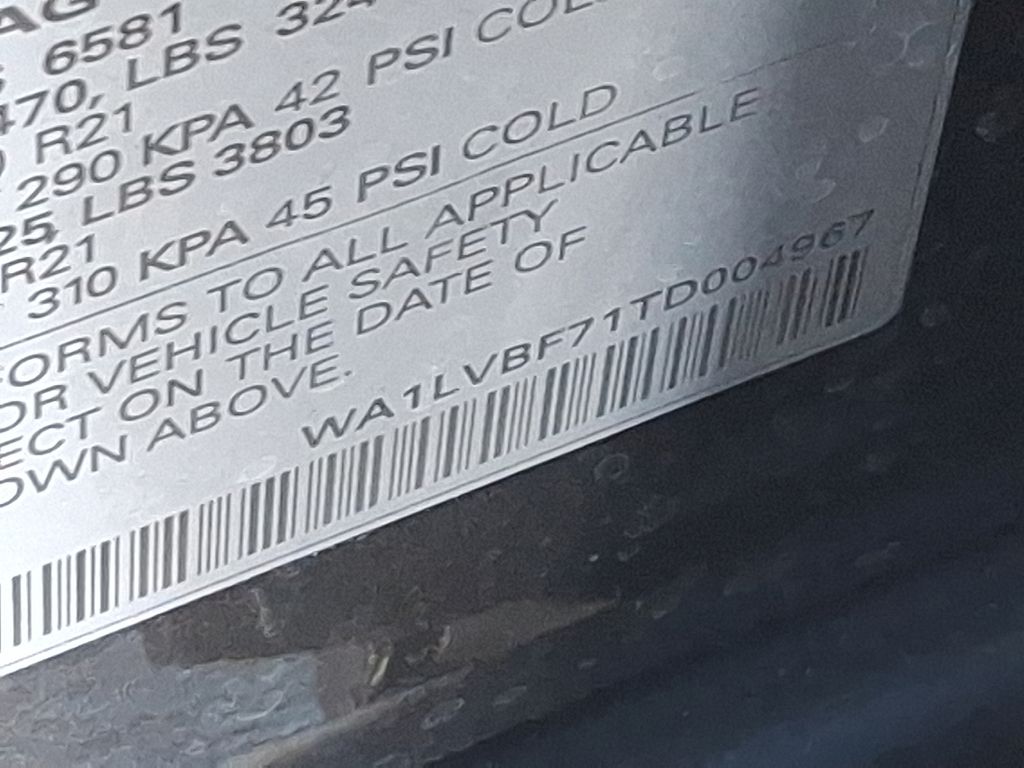 AG
6581
470, LBS 324
R21
290 KPA 42 PSI COL
25, LBS 3803
R21
310 KPA 45 PSI COLD
FORMS TO ALL APPLICABLE
OR VEHICLE SAFETY
ECT ON THE DATE OF
OWN ABOVE.
WA1LVBF71TD004967